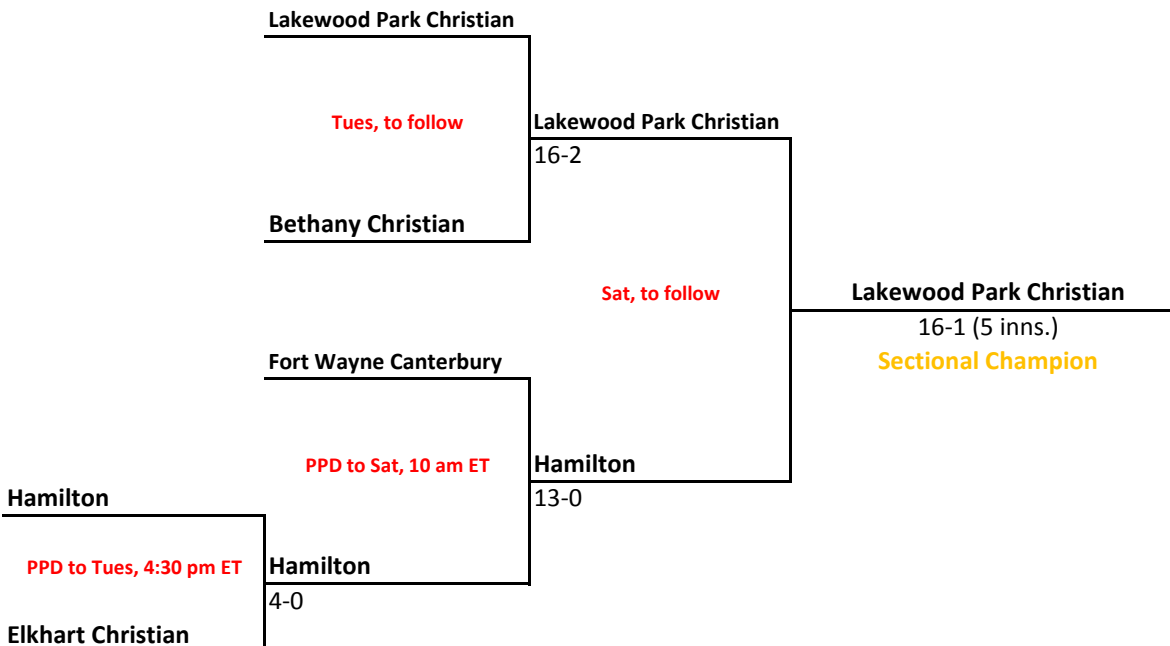 Lakewood Park Christian
Tues, to follow
Lakewood Park Christian
16-2
Bethany Christian
Sat, to follow
Lakewood Park Christian
16-1 (5 inns.)
Sectional Champion
Fort Wayne Canterbury
PPD to Sat, 10 am ET
Hamilton
13-0
Hamilton
PPD to Tues, 4:30 pm ET
Hamilton
4-0
Elkhart Christian